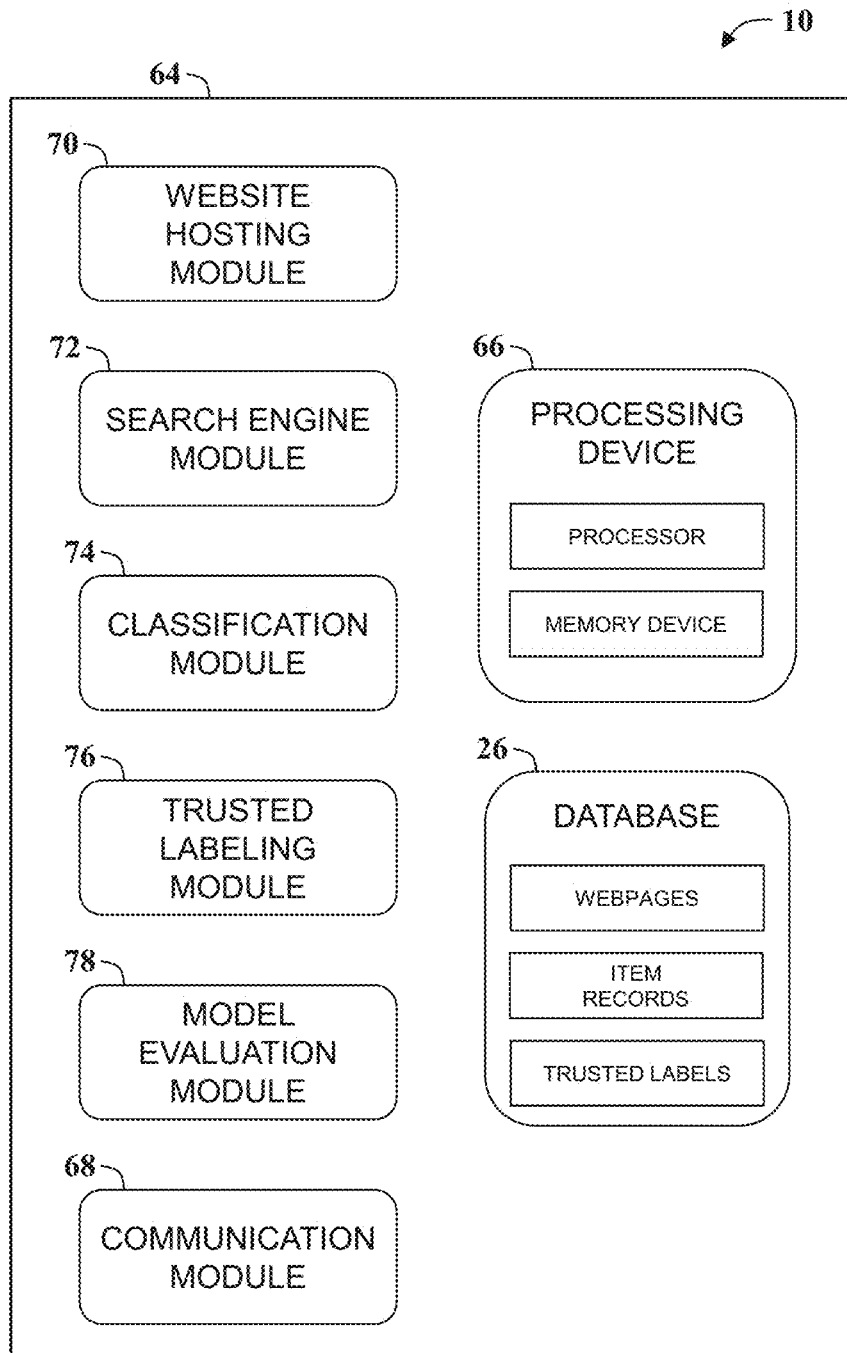 10
64
70
WEBSITE
HOSTING
MODULE
72
SEARCH ENGINE
MODULE
74
CLASSIFICATION
MODULE
76
TRUSTED
LABELING
MODULE
78
MODEL
EVALUATION
MODULE
68
COMMUNICATION
MODULE
66
PROCESSING
DEVICE
PROCESSOR
MEMORY DEVICE
26
DATABASE
WEBPAGES
ITEM
RECORDS
TRUSTED LABELS